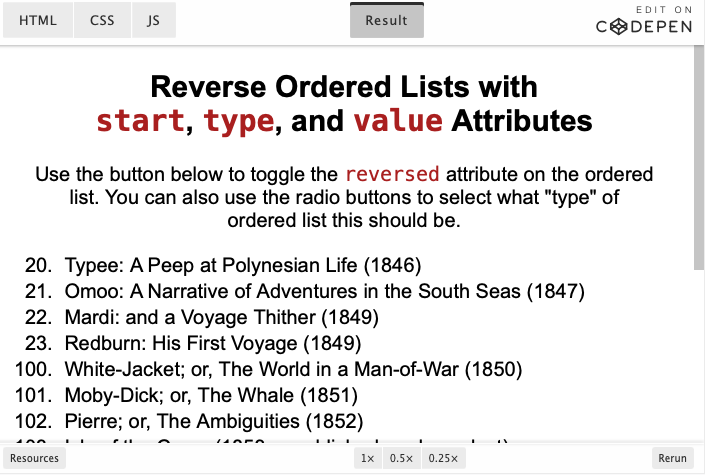 HTML CSS JS Result EDIT ON
CODEPEN
Reverse Ordered Lists with
start, type, and value Attributes
Use the button below to toggle the reversed attribute on the ordered
list. You can also use the radio buttons to select what "type" of
ordered list this should be.
20. Typee: A Peep at Polynesian Life (1846)
21. Omoo: A Narrative of Adventures in the South Seas (1847)
22. Mardi: and a Voyage Thither (1849)
23. Redburn: His First Voyage (1849)
100. White-Jacket; or, The World in a Man-of-War (1850)
101. Moby-Dick; or, The Whale (1851)
102. Pierre; or, The Ambiguities (1852)
Resources 1× 0.5× 0.25× Rerun